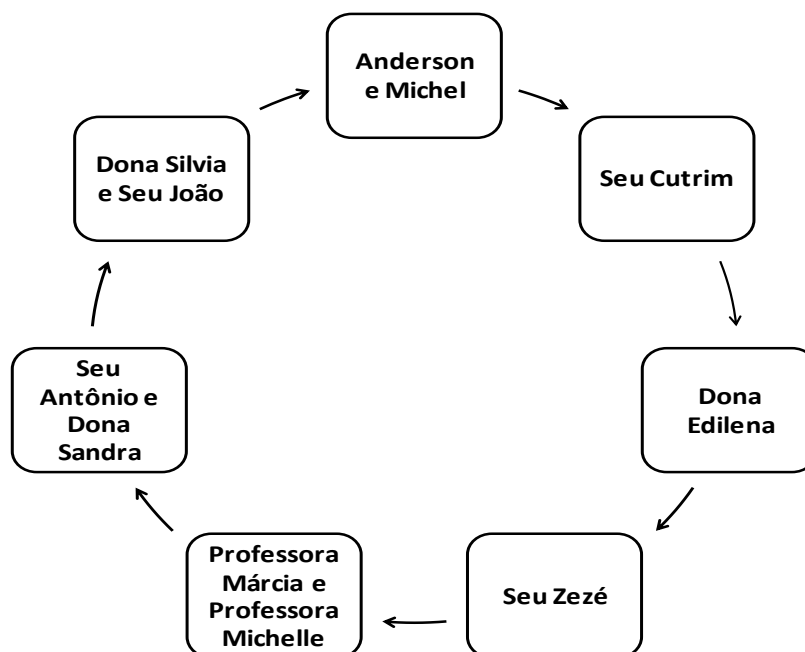 Anderson
e Michel
Seu Cutrim
Dona
Edilena
Seu Zezé
Professora
Márcia e
Professora
Michelle
Seu
Antônio e
Dona
Sandra
Dona Silvia
e Seu João